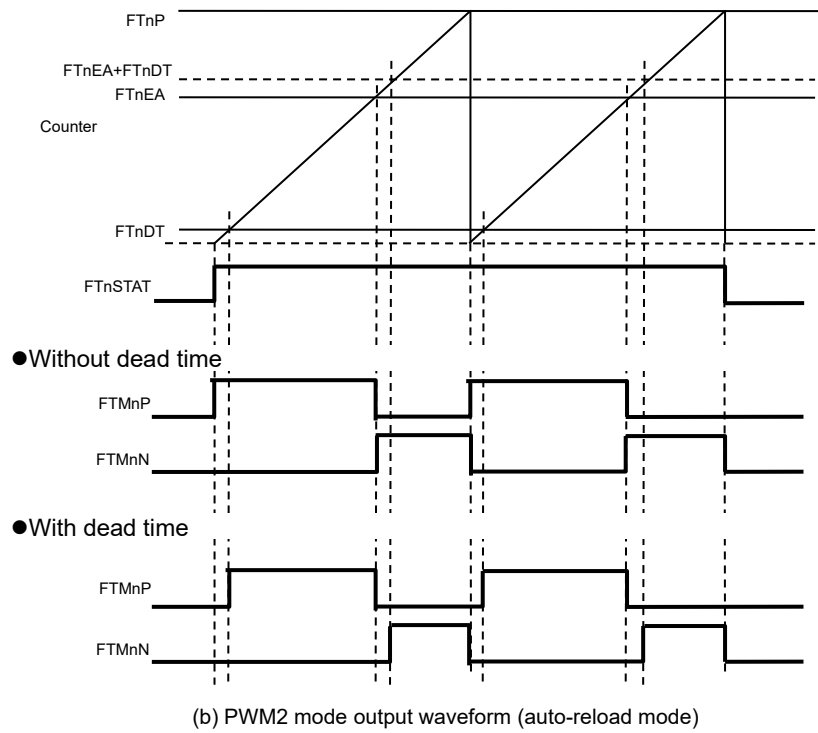 FTnP
FTnEA+FTnDT
FTnEA
Counter
FTnDT
FTnSTAT
●Without dead time
FTMnP
FTMnN
●With dead time
FTMnP
FTMnN
(b) PWM2 mode output waveform (auto-reload mode)